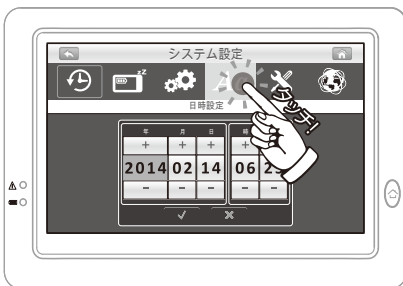 システム設定
z z
A
タッチ!
日時設定
年 月 日 時
+ + + +
2014 02 14 06
- - - -